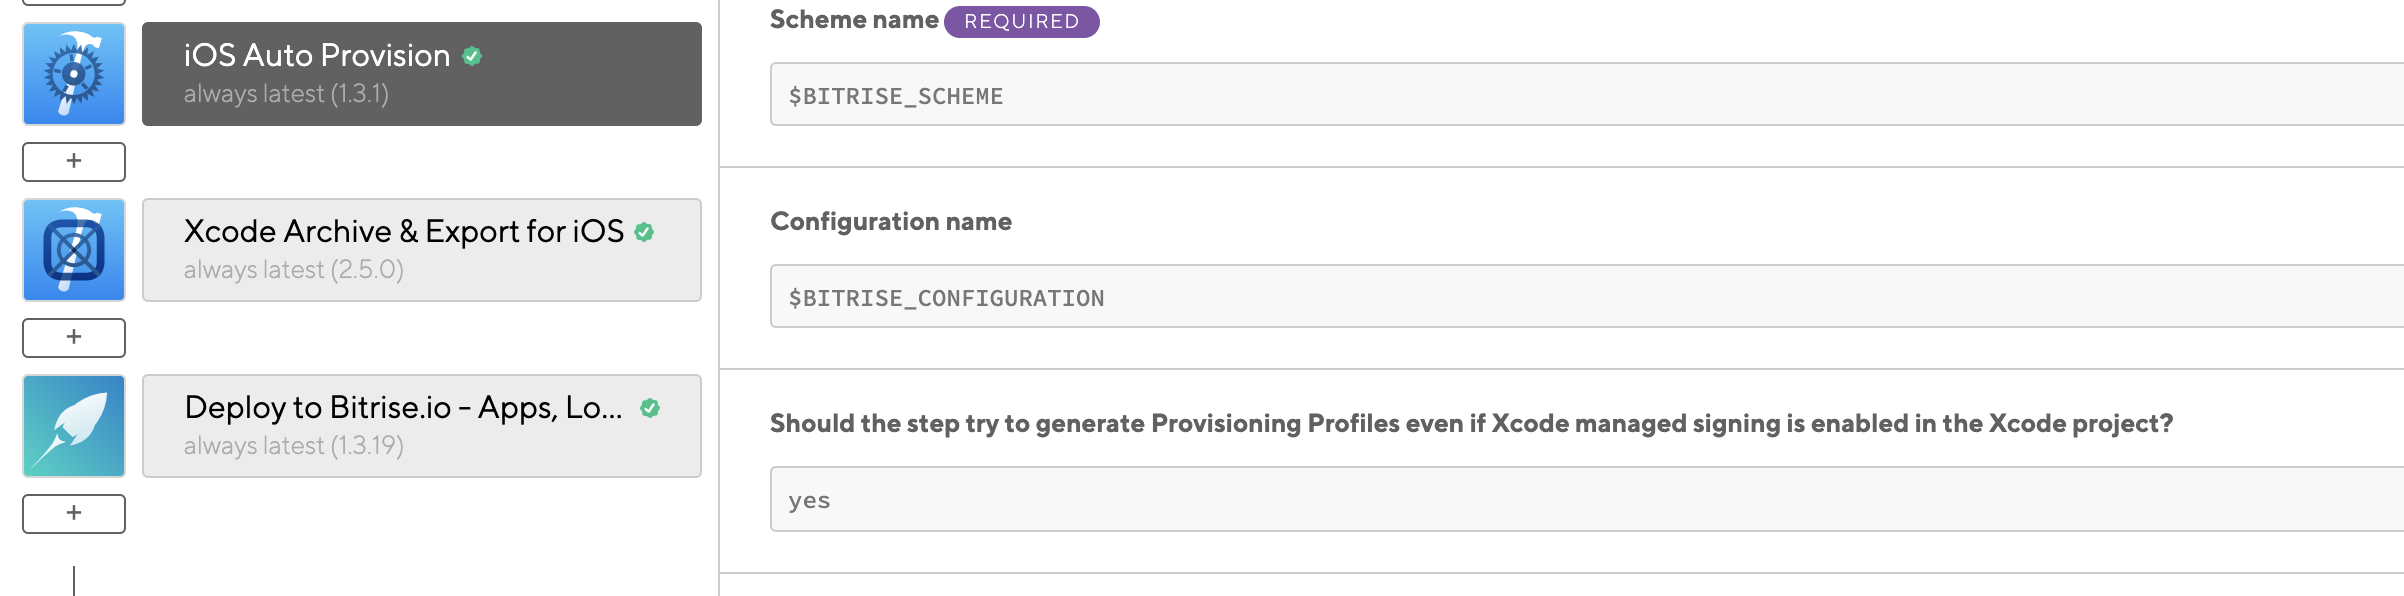 iOS Auto Provision
always latest (1.3.1)
+
Xcode Archive & Export for iOS
always latest (2.5.0)
+
Deploy to Bitrise.io - Apps, Lo...
always latest (1.3.19)
+
Scheme name REQUIRED
$BITRISE_SCHEME
Configuration name
$BITRISE_CONFIGURATION
Should the step try to generate Provisioning Profiles even if Xcode managed signing is enabled in the Xcode project?
yes